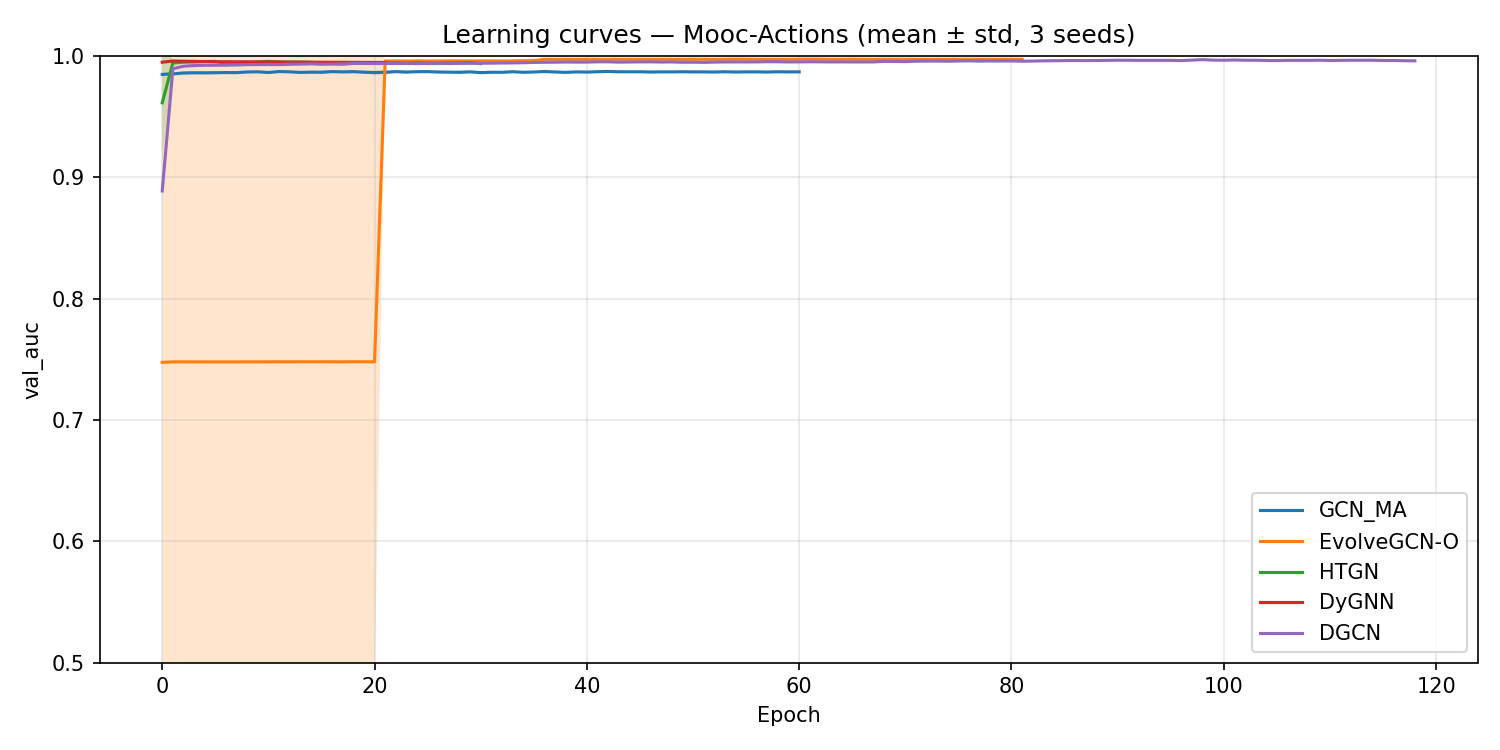 Learning curves — Mooc-Actions (mean ± std, 3 seeds)
val_auc
1.0
0.9
0.8
0.7
0.6
0.5
GCN_MA
EvolveGCN-O
HTGN
DyGNN
DGCN
0 20 40 60 80 100 120
Epoch